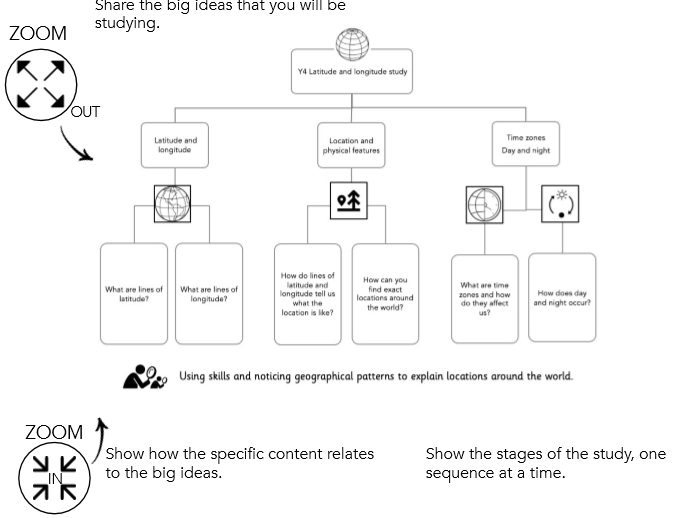 Share the big ideas that you will be
studying.
ZOOM
OUT
Y4 Latitude and longitude study
Latitude and
longitude
Location and
physical features
Time zones
Day and night
What are lines of
latitude?
What are lines of
longitude?
How do lines of
latitude and
longitude tell us
what the
location is like?
How can you
find exact
locations around
the world?
What are time
zones and how
do they affect
us?
How does day
and night occur?
Using skills and noticing geographical patterns to explain locations around the world.
ZOOM
IN
Show how the specific content relates
to the big ideas.
Show the stages of the study, one
sequence at a time.